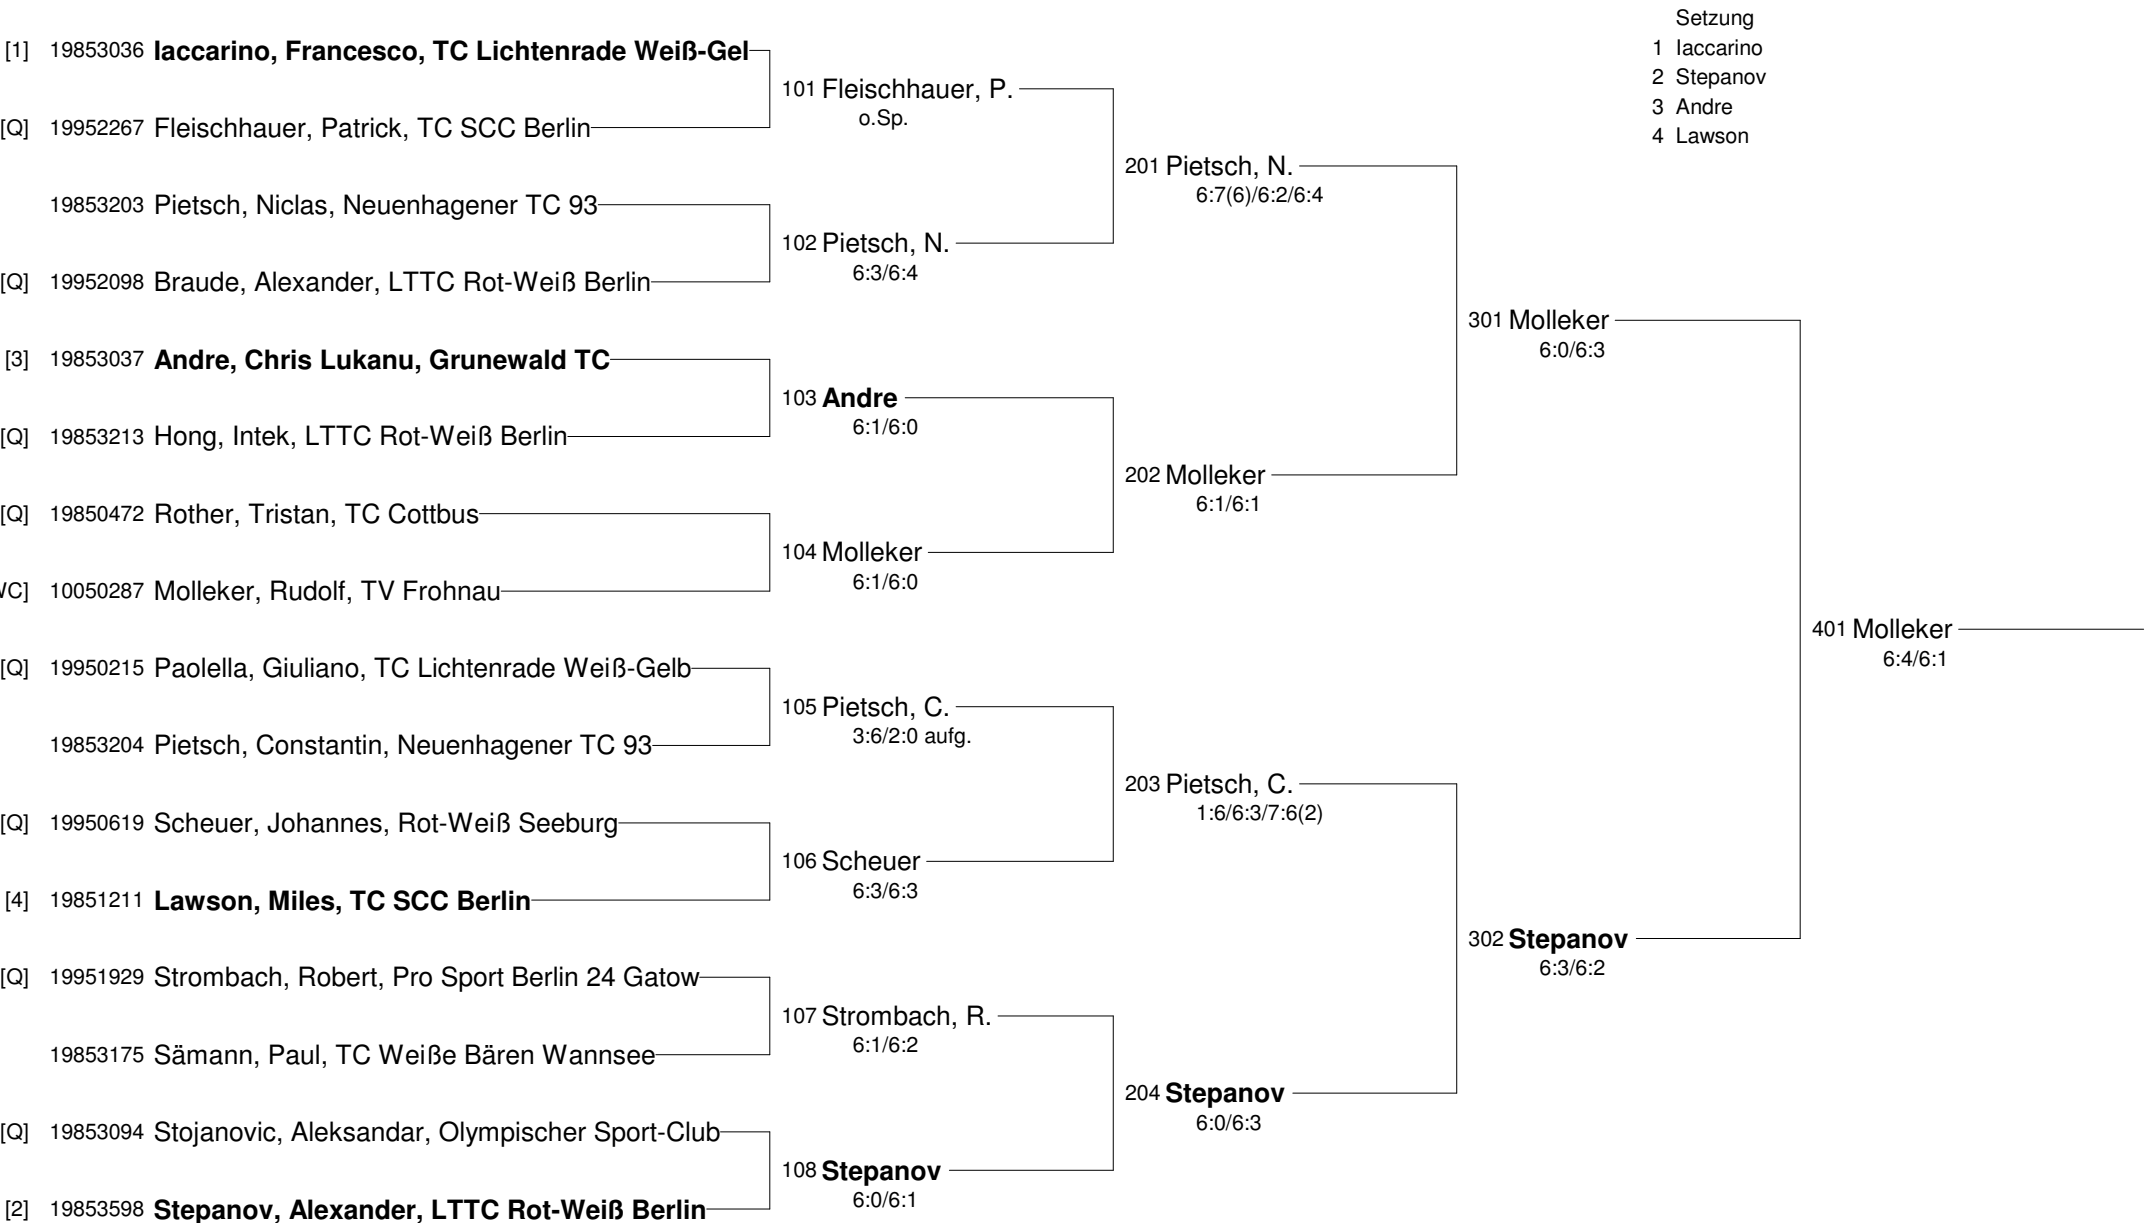 Setzung
1 Iaccarino
2 Stepanov
3 Andre
4 Lawson
[1] 19853036 Iaccarino, Francesco, TC Lichtenrade Weiß-Gel
101 Fleischhauer, P.
o.Sp.
[Q] 19952267 Fleischhauer, Patrick, TC SCC Berlin
201 Pietsch, N.
6:7(6)/6:2/6:4
19853203 Pietsch, Niclas, Neuenhagener TC 93
102 Pietsch, N.
6:3/6:4
[Q] 19952098 Braude, Alexander, LTTC Rot-Weiß Berlin
301 Molleker
6:0/6:3
[3] 19853037 Andre, Chris Lukanu, Grunewald TC
103 Andre
6:1/6:0
[Q] 19853213 Hong, Intek, LTTC Rot-Weiß Berlin
202 Molleker
6:1/6:1
[Q] 19850472 Rother, Tristan, TC Cottbus
104 Molleker
6:1/6:0
VC] 10050287 Molleker, Rudolf, TV Frohnau
401 Molleker
6:4/6:1
[Q] 19950215 Paolella, Giuliano, TC Lichtenrade Weiß-Gelb
105 Pietsch, C.
3:6/2:0 aufg.
19853204 Pietsch, Constantin, Neuenhagener TC 93
203 Pietsch, C.
1:6/6:3/7:6(2)
[Q] 19950619 Scheuer, Johannes, Rot-Weiß Seeburg
106 Scheuer
6:3/6:3
[4] 19851211 Lawson, Miles, TC SCC Berlin
302 Stepanov
6:3/6:2
[Q] 19951929 Strombach, Robert, Pro Sport Berlin 24 Gatow
107 Strombach, R.
6:1/6:2
19853175 Sämann, Paul, TC Weiße Bären Wannsee
204 Stepanov
6:0/6:3
[Q] 19853094 Stojanovic, Aleksandar, Olympischer Sport-Club
108 Stepanov
6:0/6:1
[2] 19853598 Stepanov, Alexander, LTTC Rot-Weiß Berlin